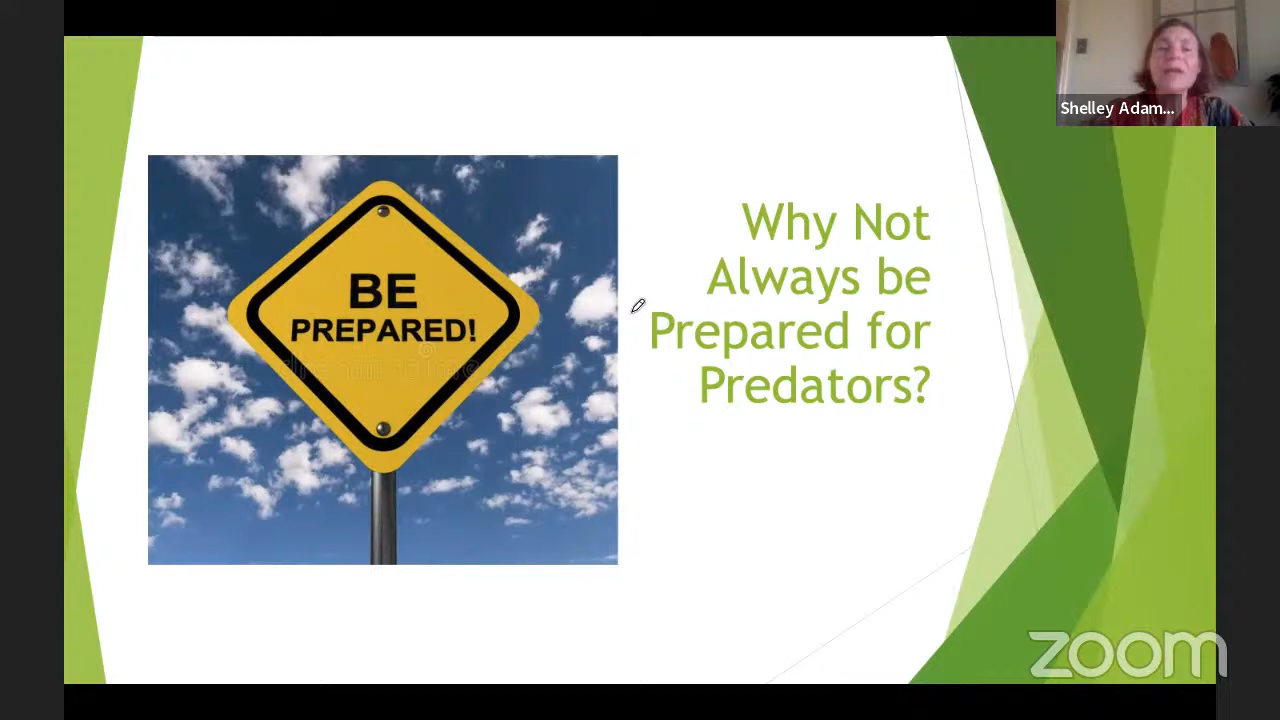 Shelley Adam...
BE
PREPARED!
Why Not
Always be
Prepared for
Predators?
zoom